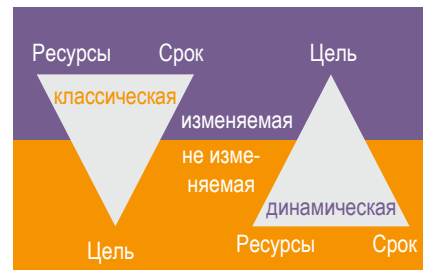 Ресурсы Срок Цель
классическая
изменяемая
не изме-
няемая
динамическая
Цель Ресурсы Срок